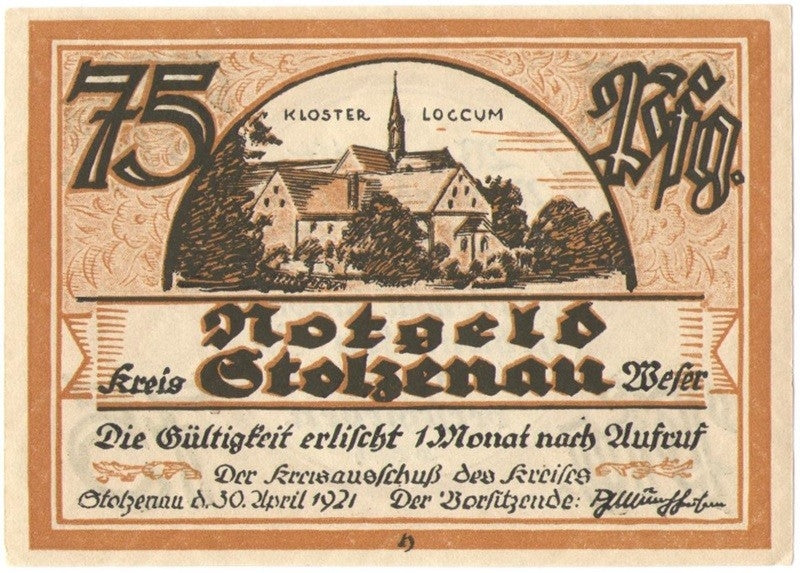 75 Pfg.
KLOSTER LOCCUM
Notgeld
Kreis Stolzenau Weser
Die Gültigkeit erlischt 1 Monat nach Aufruf
Der Kreisausschuß des Kreises
Stolzenau d. 30. April 1921 Der Vorsitzende:
h